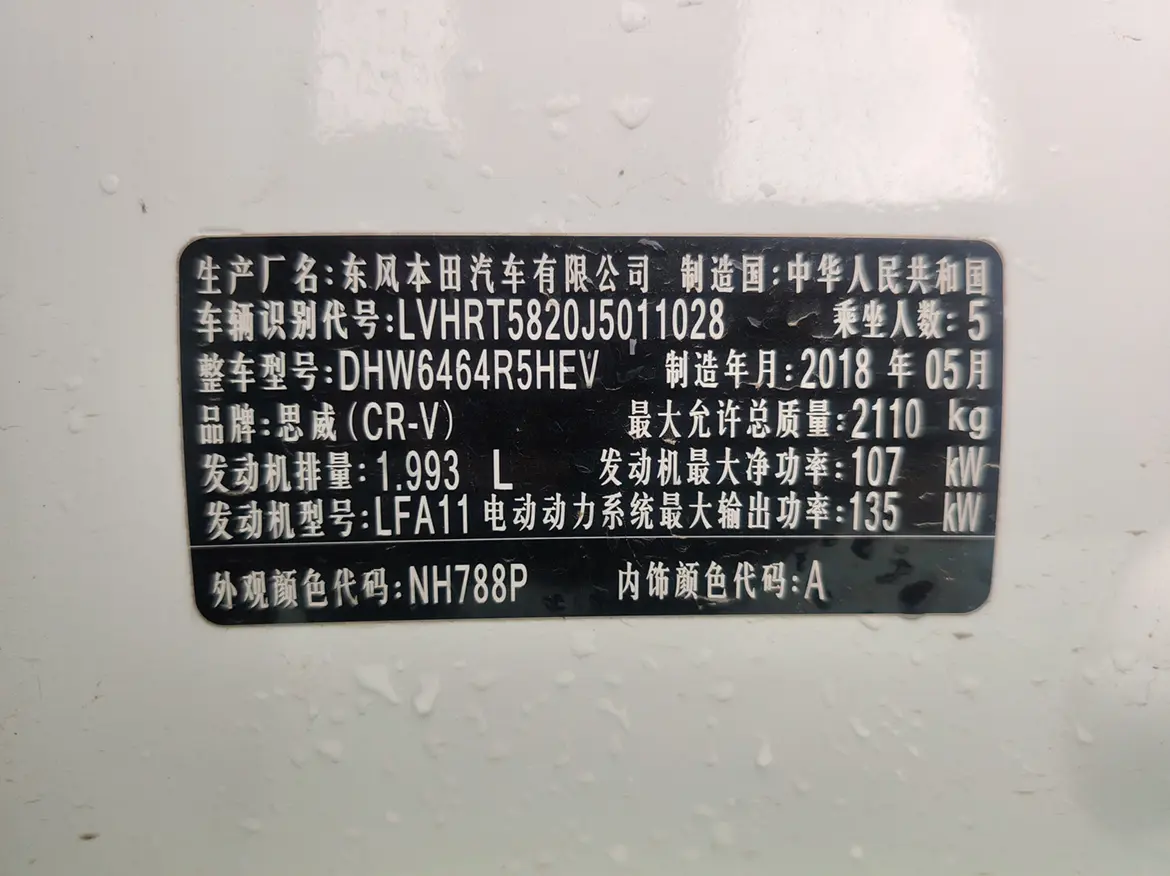 生产厂名:东风本田汽车有限公司 制造国:中华人民共和国
车辆识别代号:LVHRT5820J5011028 乘坐人数:5
整车型号:DHW6464R5HEV 制造年月:2018 年 05月
品牌:思威(CR-V) 最大允许总质量:2110 kg
发动机排量:1.993 L 发动机最大净功率:107 kW
发动机型号:LFA11 电动动力系统最大输出功率:135 kW
外观颜色代码:NH788P 内饰颜色代码:A